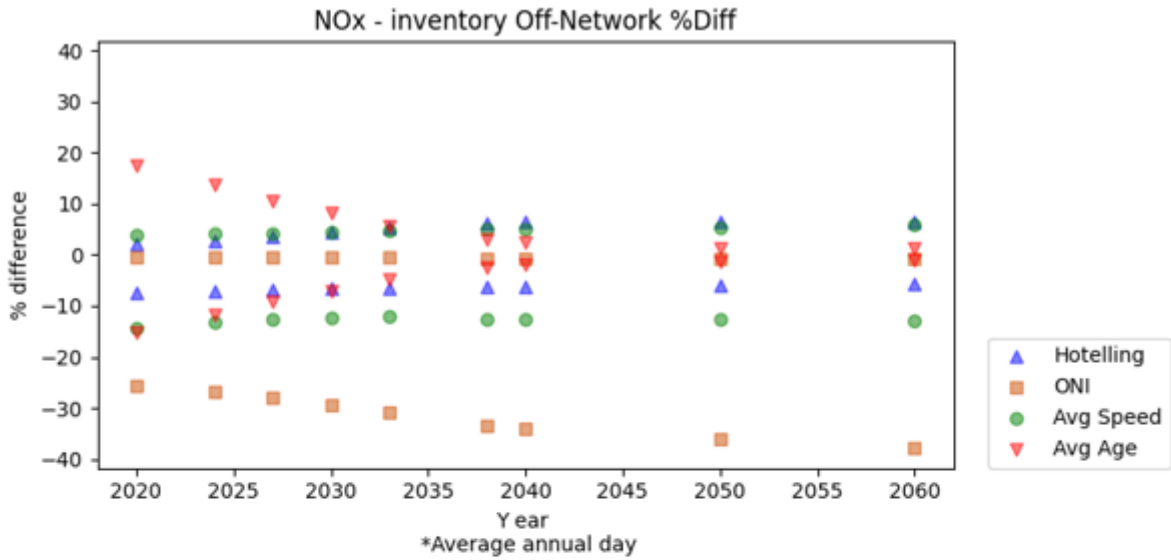 NOx - inventory Off-Network %Diff
% difference
40
30
20
10
0
−10
−20
−30
−40
2020 2025 2030 2035 2040 2045 2050 2055 2060
Y ear
*Average annual day
Hotelling
ONI
Avg Speed
Avg Age